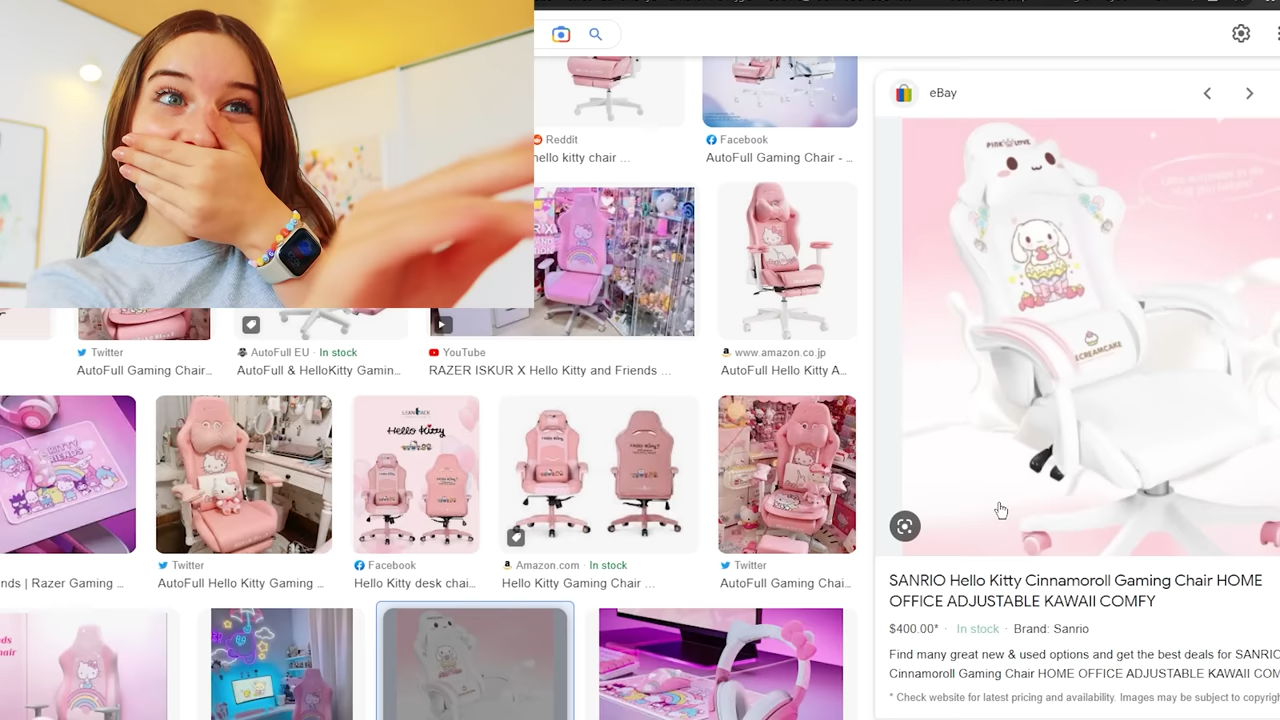 eBay
Reddit
hello kitty chair ...
Facebook
AutoFull Gaming Chair - ...
PINK LOVE
Twitter
AutoFull Gaming Chair...
AutoFull EU · In stock
AutoFull & HelloKitty Gamin...
YouTube
RAZER ISKUR X Hello Kitty and Friends ...
www.amazon.co.jp
AutoFull Hello Kitty A...
Hello Kitty
nds | Razer Gaming ...
Twitter
AutoFull Hello Kitty Gaming ...
Facebook
Hello Kitty desk chai...
Amazon.com · In stock
Hello Kitty Gaming Chair ...
Twitter
AutoFull Gaming Chai...
SANRIO Hello Kitty Cinnamoroll Gaming Chair HOME
OFFICE ADJUSTABLE KAWAII COMFY
$400.00* · In stock · Brand: Sanrio
Find many great new & used options and get the best deals for SANRIO
Cinnamoroll Gaming Chair HOME OFFICE ADJUSTABLE KAWAII COM
* Check website for latest pricing and availability. Images may be subject to copyrig